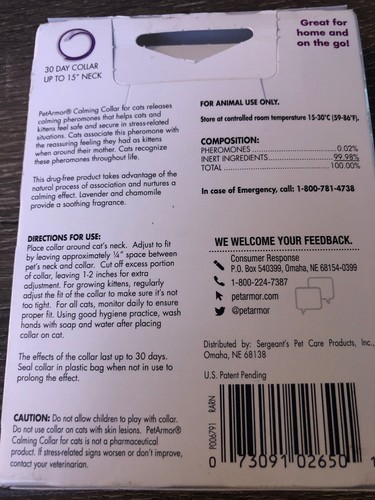 30 DAY COLLAR
UP TO 15" NECK
Great for
home and
on the go!
PetArmor® Calming Collar for cats releases
calming pheromones that helps cats and
kittens feel safe and secure in stress-related
situations. Cats associate this pheromone with
the reassuring feeling they had as kittens
when around their mother. Cats recognize
these pheromones throughout life.
This drug-free product takes advantage of the
natural process of association and nurtures a
calming effect. Lavender and chamomile
provide a soothing fragrance.
DIRECTIONS FOR USE:
Place collar around cat's neck. Adjust to fit
by leaving approximately ¼" space between
pet's neck and collar. Cut off excess portion
of collar, leaving 1-2 inches for extra
adjustment. For growing kittens, regularly
adjust the fit of the collar to make sure it's not
too tight. For all cats, monitor daily to ensure
proper fit. Using good hygiene practice, wash
hands with soap and water after placing
collar on cat.
The effects of the collar last up to 30 days.
Seal collar in plastic bag when not in use to
prolong the effect.
CAUTION: Do not allow children to play with collar.
Do not use collar on cats with skin lesions. PetArmor®
Calming Collar for cats is not a pharmaceutical
product. If stress-related signs worsen or don't improve,
contact your veterinarian.
FOR ANIMAL USE ONLY.
Store at controlled room temperature 15-30°C (59-86°F).
COMPOSITION:
PHEROMONES 0.02%
INERT INGREDIENTS 99.98%
TOTAL 100.00%
In case of Emergency, call: 1-800-781-4738
WE WELCOME YOUR FEEDBACK.
Consumer Response
P.O. Box 540399, Omaha, NE 68154-0399
1-800-224-7387
petarmor.com
@petarmor
Distributed by: Sergeant's Pet Care Products, Inc.,
Omaha, NE 68138
U.S. Patent Pending
P006791 RARN
0 73091 02650 1